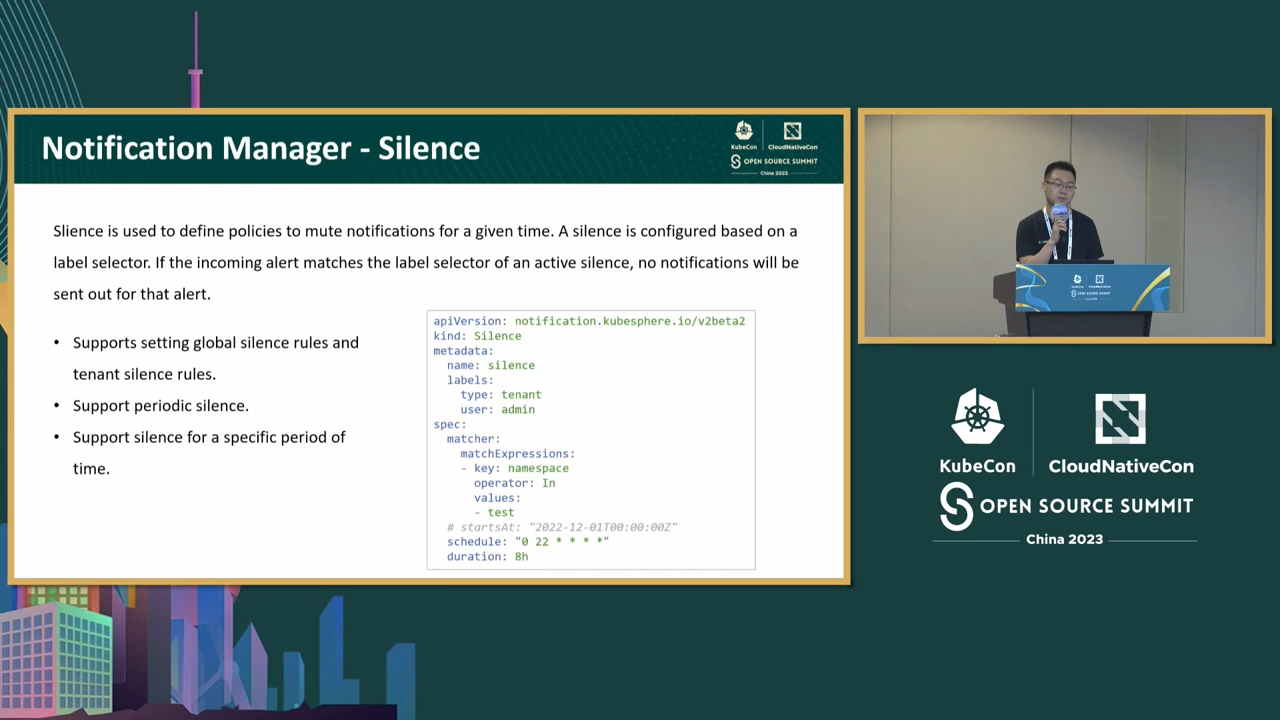 Notification Manager - Silence
KubeCon
CloudNativeCon
OPEN SOURCE SUMMIT
China 2023
Slience is used to define policies to mute notifications for a given time. A silence is configured based on a
label selector. If the incoming alert matches the label selector of an active silence, no notifications will be
sent out for that alert.
• Supports setting global silence rules and
tenant silence rules.
• Support periodic silence.
• Support silence for a specific period of
time.
apiVersion: notification.kubesphere.io/v2beta2
kind: Silence
metadata:
  name: silence
  labels:
    type: tenant
    user: admin
spec:
  matcher:
    matchExpressions:
    - key: namespace
      operator: In
      values:
      - test
  # startsAt: "2022-12-01T00:00:00Z"
  schedule: "0 22 * * * *"
  duration: 8h
KubeCon
CloudNativeCon
OPEN SOURCE SUMMIT
China 2023